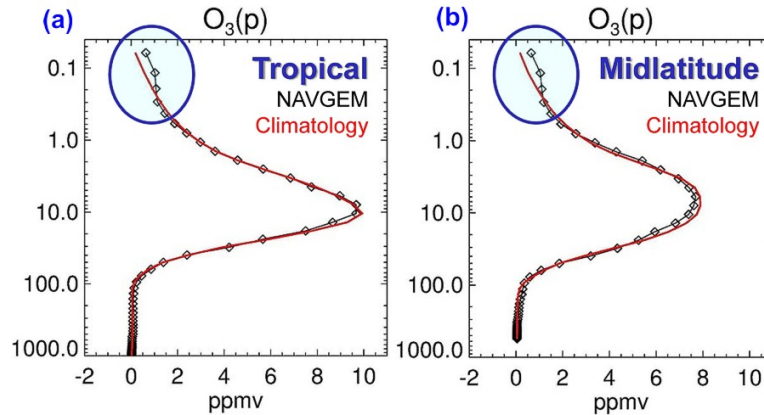 (a)
O3(p)
Tropical
NAVGEM
Climatology
0.1
1.0
10.0
100.0
1000.0
-2 0 2 4 6 8 10
ppmv
(b)
O3(p)
Midlatitude
NAVGEM
Climatology
0.1
1.0
10.0
100.0
1000.0
-2 0 2 4 6 8 10
ppmv